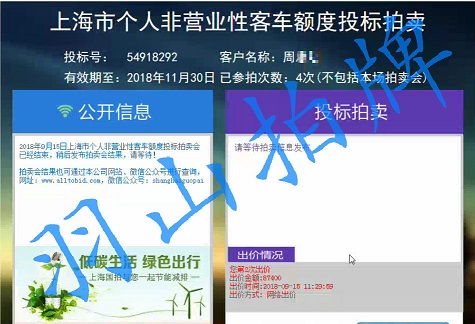 上海市个人非营业性客车额度投标拍卖
投标号： 54918292 客户名称：周
有效期至：2018年11月30日 已参拍次数：4次(不包括本场拍卖会)
公开信息
2018年9月15日上海市个人非营业性客车额度投标拍卖会
已经结束，稍后发布拍卖会结果，请等待！
拍卖会结果也可通过本公司网站、微信公众号进行查询，
网址：www.alltobid.com，微信公众号：shanghaiguopai
低碳生活 绿色出行
上海国拍与您一起节能减排
投标拍卖
请等待拍卖信息发布
出价情况
您第2次出价
出价金额:87400
出价时间:2018-09-15 11:29:59
出价方式：网络出价
羽山拍牌